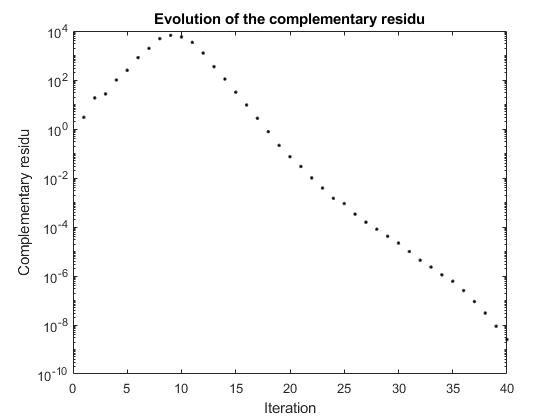 Evolution of the complementary residu
10^4
10^2
10^0
10^-2
10^-4
10^-6
10^-8
10^-10
Complementary residu
0 5 10 15 20 25 30 35 40
Iteration